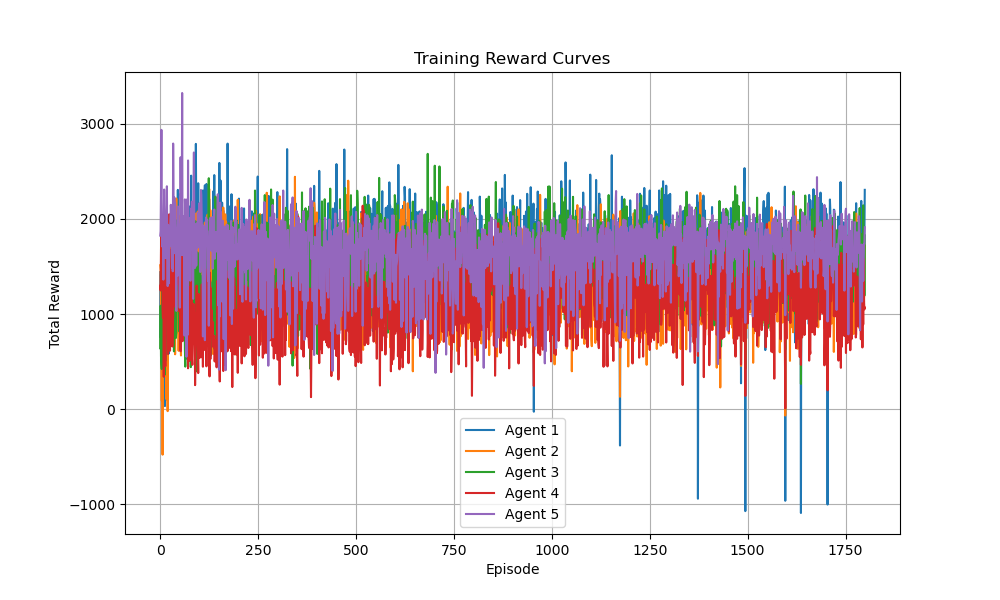 Training Reward Curves
Total Reward
3000
2000
1000
0
−1000
Agent 1
Agent 2
Agent 3
Agent 4
Agent 5
0 250 500 750 1000 1250 1500 1750
Episode